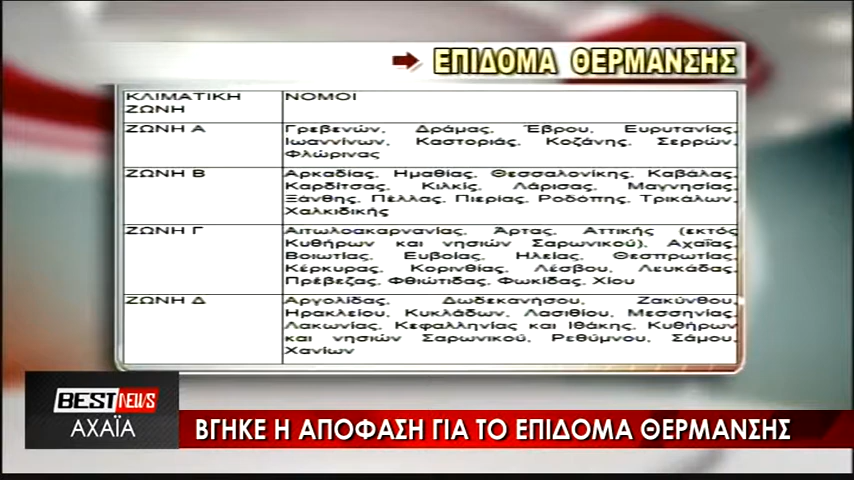 ΕΠΙΔΟΜΑ ΘΕΡΜΑΝΣΗΣ
ΚΛΙΜΑΤΙΚΗ ΖΩΝΗ
ΝΟΜΟΙ
ΖΩΝΗ Α
Γρεβενών, Δράμας, Έβρου, Ευρυτανίας,
Ιωαννίνων, Καστοριάς, Κοζάνης, Σερρών,
Φλώρινας
ΖΩΝΗ Β
Αρκαδίας, Ημαθίας, Θεσσαλονίκης, Καβάλας,
Καρδίτσας, Κιλκίς, Λάρισας, Μαγνησίας,
Ξάνθης, Πέλλας, Πιερίας, Ροδόπης, Τρικάλων,
Χαλκιδικής
ΖΩΝΗ Γ
Αιτωλοακαρνανίας, Άρτας, Αττικής (εκτός
Κυθήρων και νησιών Σαρωνικού), Αχαΐας,
Βοιωτίας, Ευβοίας, Ηλείας, Θεσπρωτίας,
Κέρκυρας, Κορινθίας, Λέσβου, Λευκάδας,
Πρέβεζας, Φθιώτιδας, Φωκίδας, Χίου
ΖΩΝΗ Δ
Αργολίδας, Δωδεκανήσου, Ζακύνθου,
Ηρακλείου, Κυκλάδων, Λασιθίου, Μεσσηνίας,
Λακωνίας, Κεφαλληνίας και Ιθάκης, Κυθήρων
και νησιών Σαρωνικού, Ρεθύμνου, Σάμου,
Χανίων
BEST NEWS
ΑΧΑΪΑ
ΒΓΗΚΕ Η ΑΠΟΦΑΣΗ ΓΙΑ ΤΟ ΕΠΙΔΟΜΑ ΘΕΡΜΑΝΣΗΣ